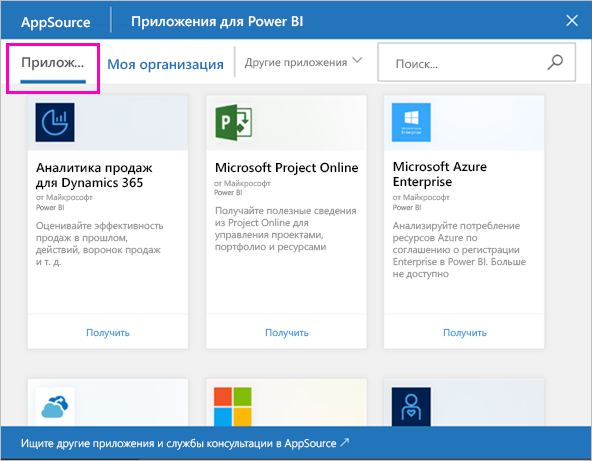 AppSource Приложения для Power BI
Прилож... Моя организация Другие приложения Поиск...
Аналитика продаж
для Dynamics 365
от Майкрософт
Power BI
Оценивайте эффективность
продаж в прошлом,
действий, воронок продаж
и т. д.
Получить
Microsoft Project Online
от Майкрософт
Power BI
Получайте полезные сведения
из Project Online для
управления проектами,
портфолио и ресурсами
Получить
Microsoft Azure
Enterprise
от Майкрософт
Power BI
Анализируйте потребление
ресурсов Azure по
соглашению о регистрации
Enterprise в Power BI. Больше
не доступно
Получить
Ищите другие приложения и службы консультации в AppSource